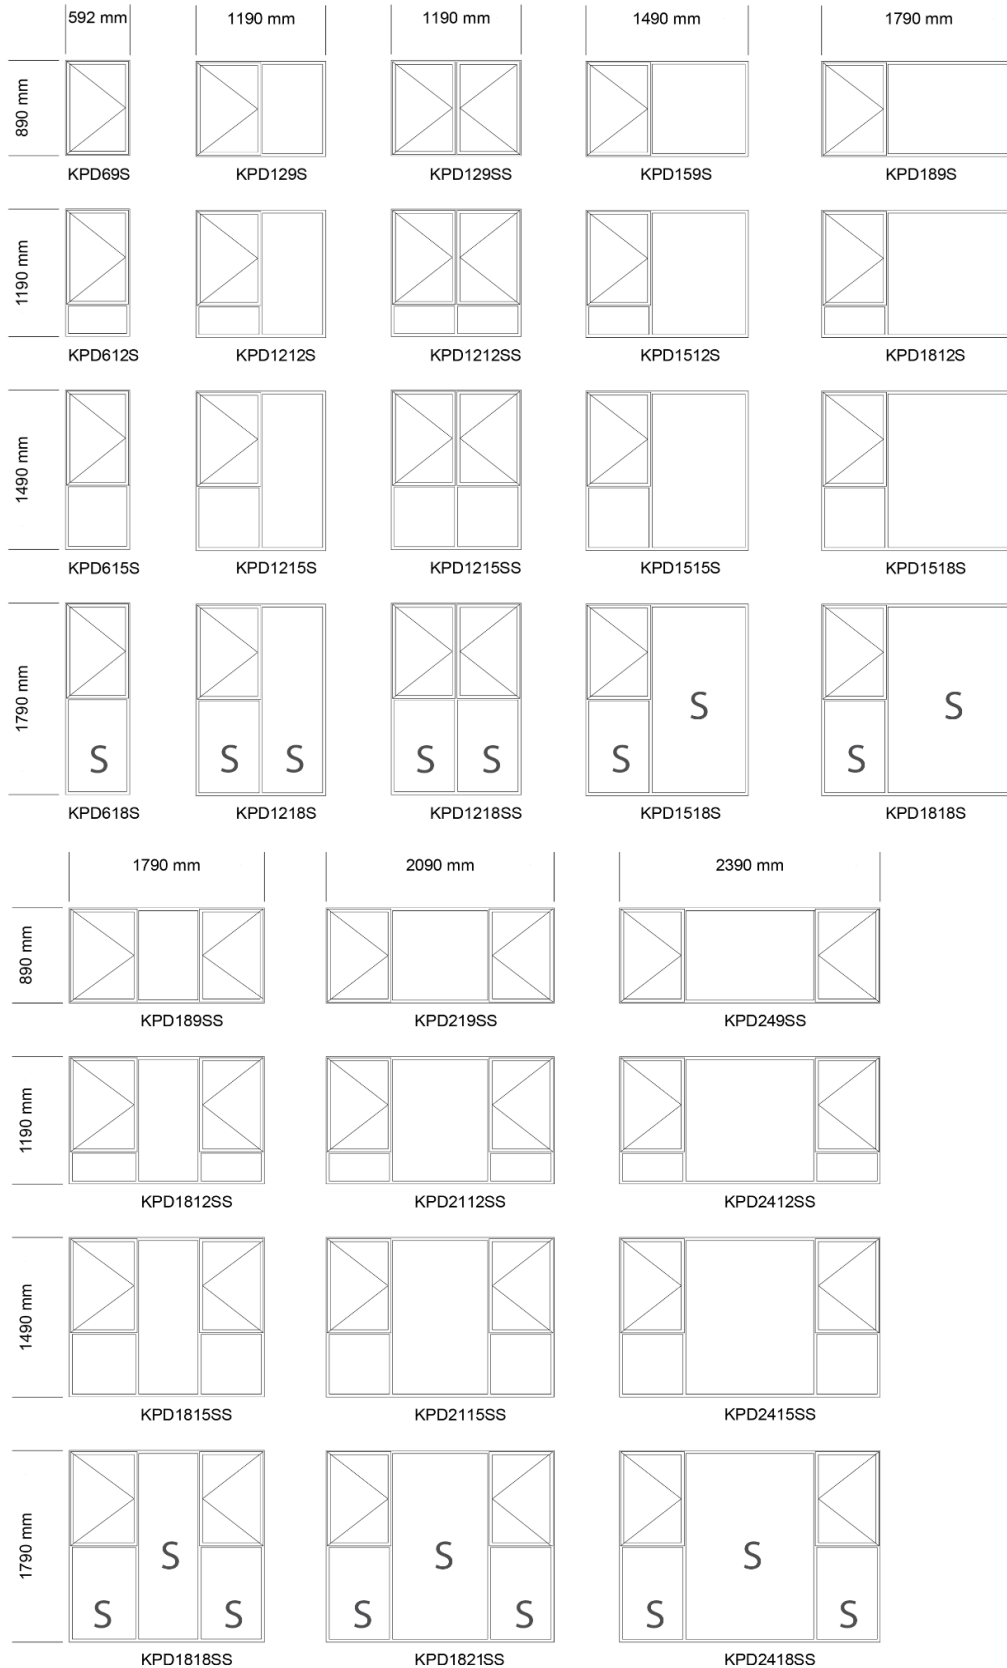 592 mm 1190 mm 1190 mm 1490 mm 1790 mm
890 mm
KPD69S KPD129S KPD129SS KPD159S KPD189S
1190 mm
KPD612S KPD1212S KPD1212SS KPD1512S KPD1812S
1490 mm
KPD615S KPD1215S KPD1215SS KPD1515S KPD1518S
1790 mm
S S S S S S S S S
KPD618S KPD1218S KPD1218SS KPD1518S KPD1818S
1790 mm 2090 mm 2390 mm
890 mm
KPD189SS KPD219SS KPD249SS
1190 mm
KPD1812SS KPD2112SS KPD2412SS
1490 mm
KPD1815SS KPD2115SS KPD2415SS
1790 mm
S S S
S S S S S S
KPD1818SS KPD1821SS KPD2418SS